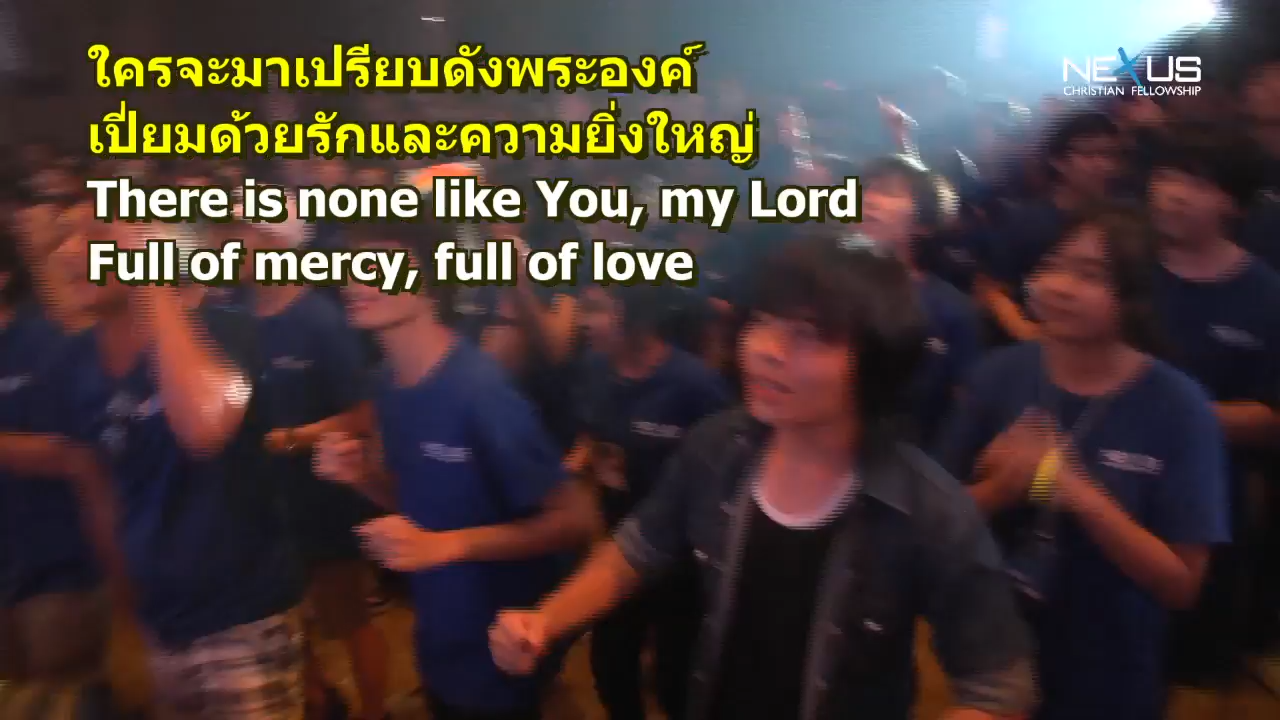 ใครจะมาเปรียบดังพระองค์
เปี่ยมด้วยรักและความยิ่งใหญ่
There is none like You, my Lord
Full of mercy, full of love
NEXUS
CHRISTIAN FELLOWSHIP